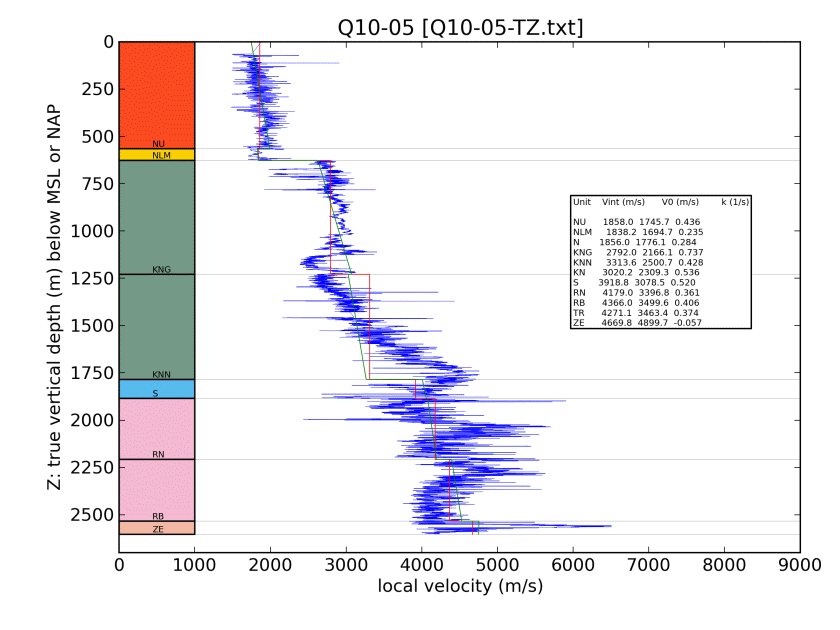 Q10-05 [Q10-05-TZ.txt]
0
250
500
750
1000
1250
1500
1750
2000
2250
2500
Z: true vertical depth (m) below MSL or NAP
NU
NLM
KNG
KNN
S
RN
RB
ZE
Unit Vint (m/s) V0 (m/s) k (1/s)
NU 1858.0 1745.7 0.436
NLM 1838.2 1694.7 0.235
N 1856.0 1776.1 0.284
KNG 2792.0 2166.1 0.737
KNN 3313.6 2500.7 0.428
KN 3020.2 2309.3 0.536
S 3918.8 3078.5 0.520
RN 4179.0 3396.8 0.361
RB 4366.0 3499.6 0.406
TR 4271.1 3463.4 0.374
ZE 4669.8 4899.7 -0.057
0 1000 2000 3000 4000 5000 6000 7000 8000 9000
local velocity (m/s)